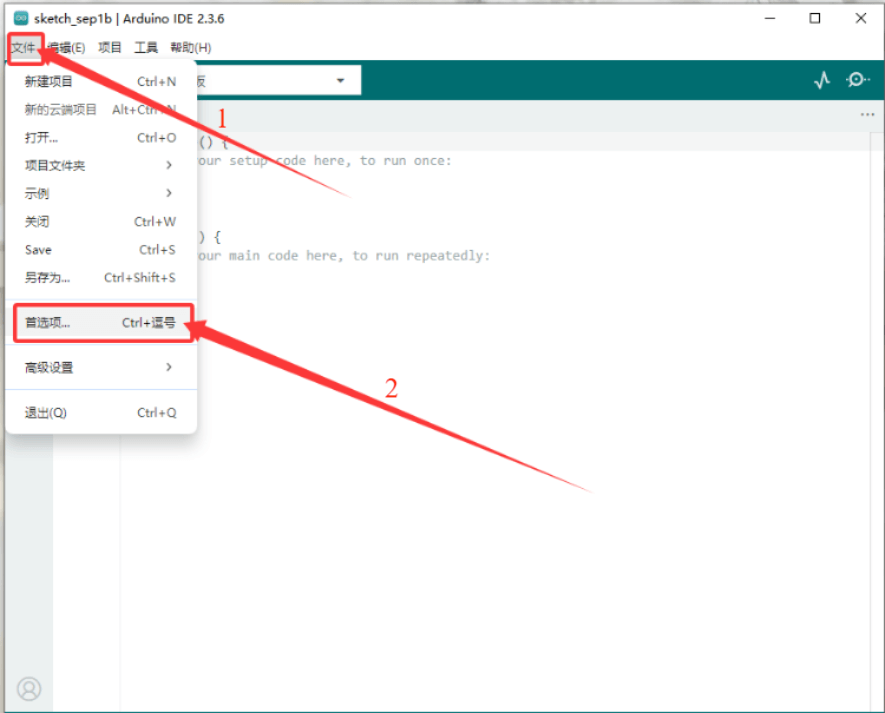 sketch_sep1b | Arduino IDE 2.3.6
文件 编辑(E) 项目 工具 帮助(H)
新建项目 Ctrl+N
板
新的云端项目 Alt+Ctrl+N
1
打开... Ctrl+O
() {
项目文件夹
our setup code here, to run once:
示例
关闭 Ctrl+W
) {
Save Ctrl+S
our main code here, to run repeatedly:
另存为... Ctrl+Shift+S
首选项... Ctrl+逗号
高级设置
2
退出(Q) Ctrl+Q